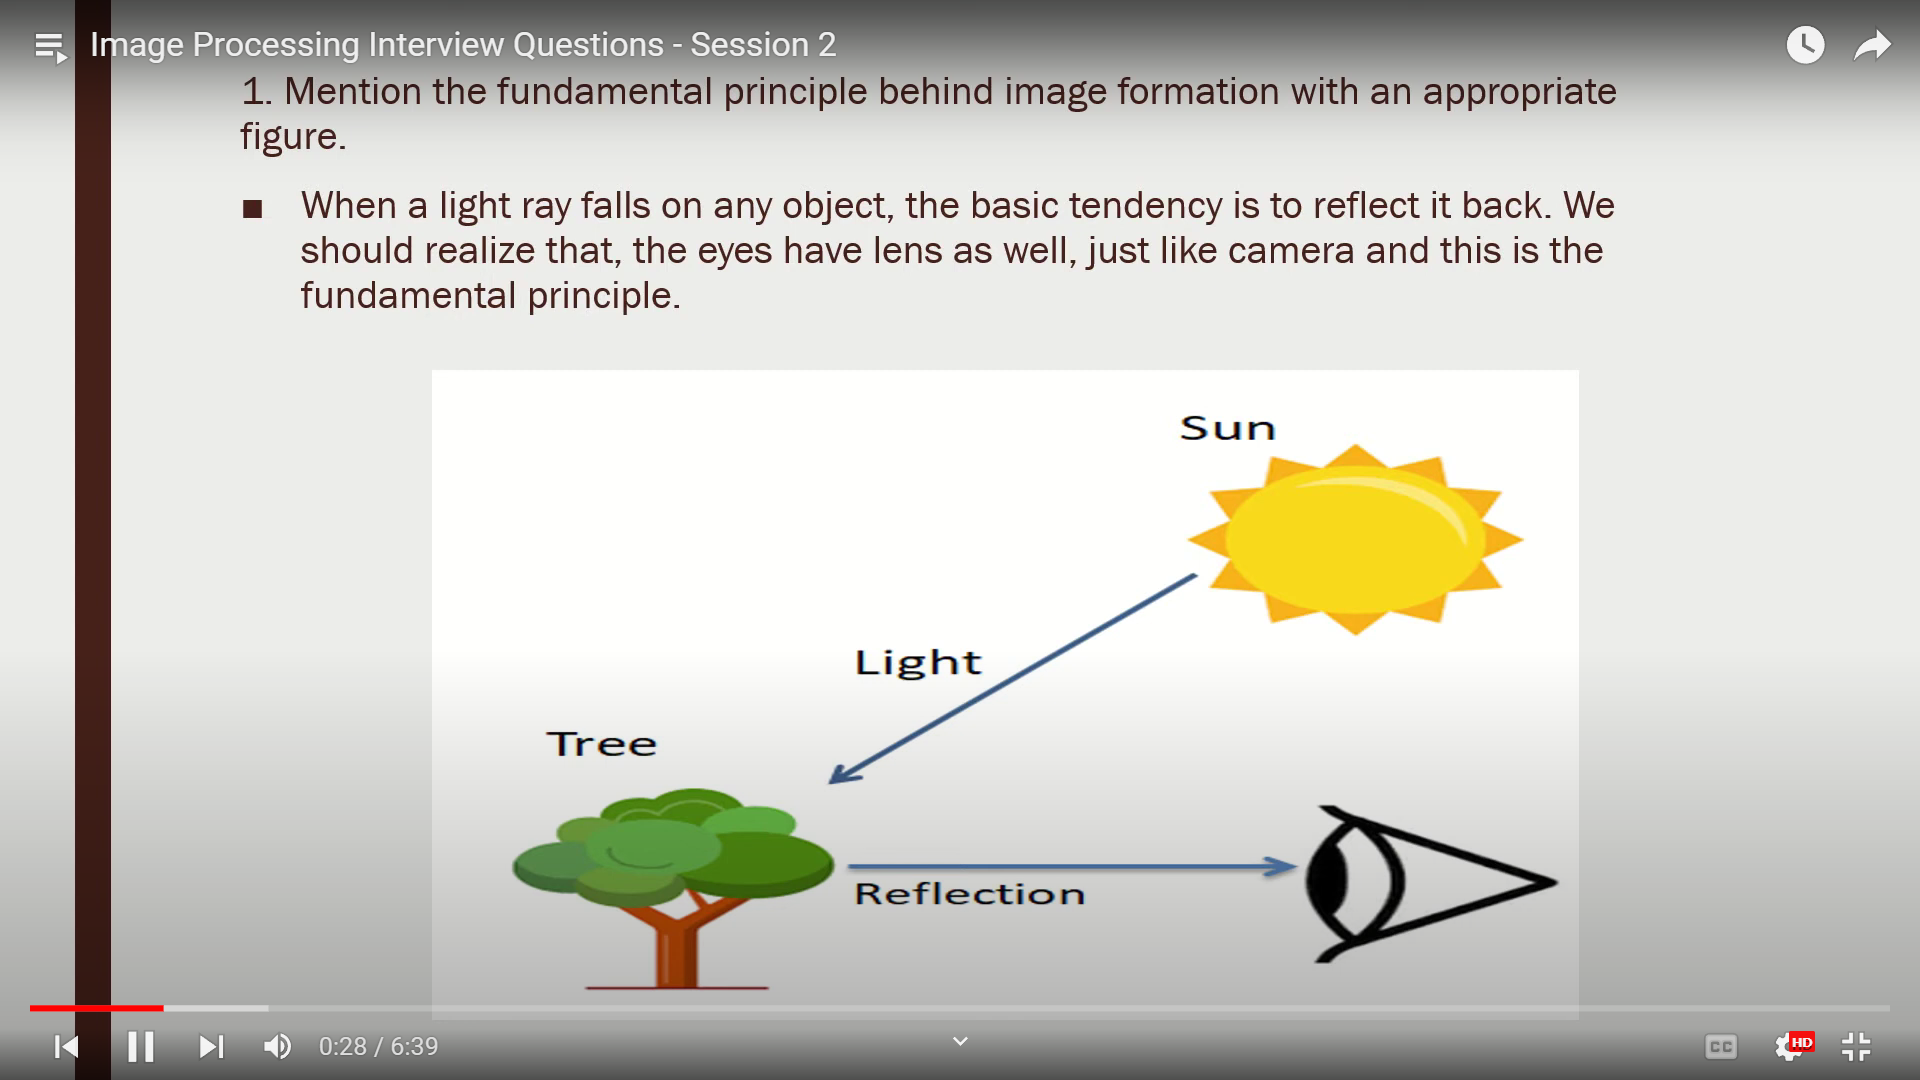 Image Processing Interview Questions - Session 2
1. Mention the fundamental principle behind image formation with an appropriate
figure.
■ When a light ray falls on any object, the basic tendency is to reflect it back. We
should realize that, the eyes have lens as well, just like camera and this is the
fundamental principle.
Sun
Light
Tree
Reflection
0:28 / 6:39
CC
HD